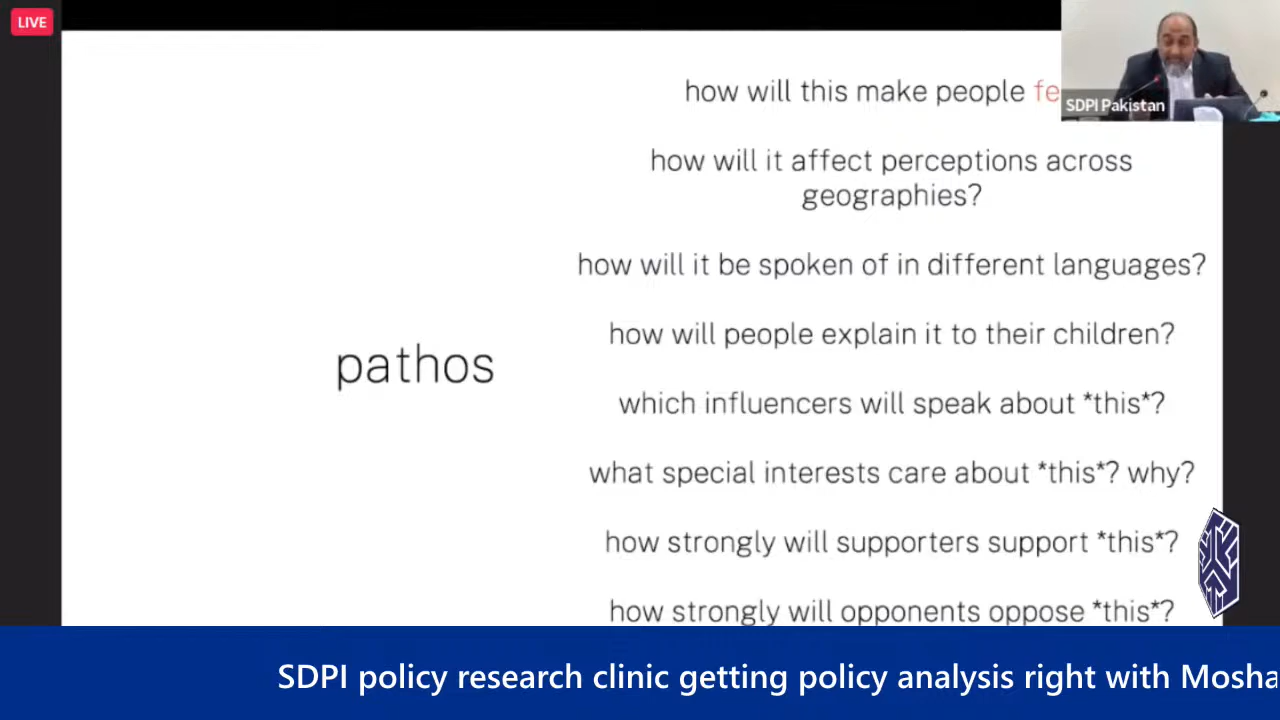 LIVE
how will this make people fe
SDPI Pakistan
how will it affect perceptions across
geographies?
how will it be spoken of in different languages?
how will people explain it to their children?
pathos
which influencers will speak about *this*?
what special interests care about *this*? why?
how strongly will supporters support *this*?
how strongly will opponents oppose *this*?
SDPI policy research clinic getting policy analysis right with Mosha